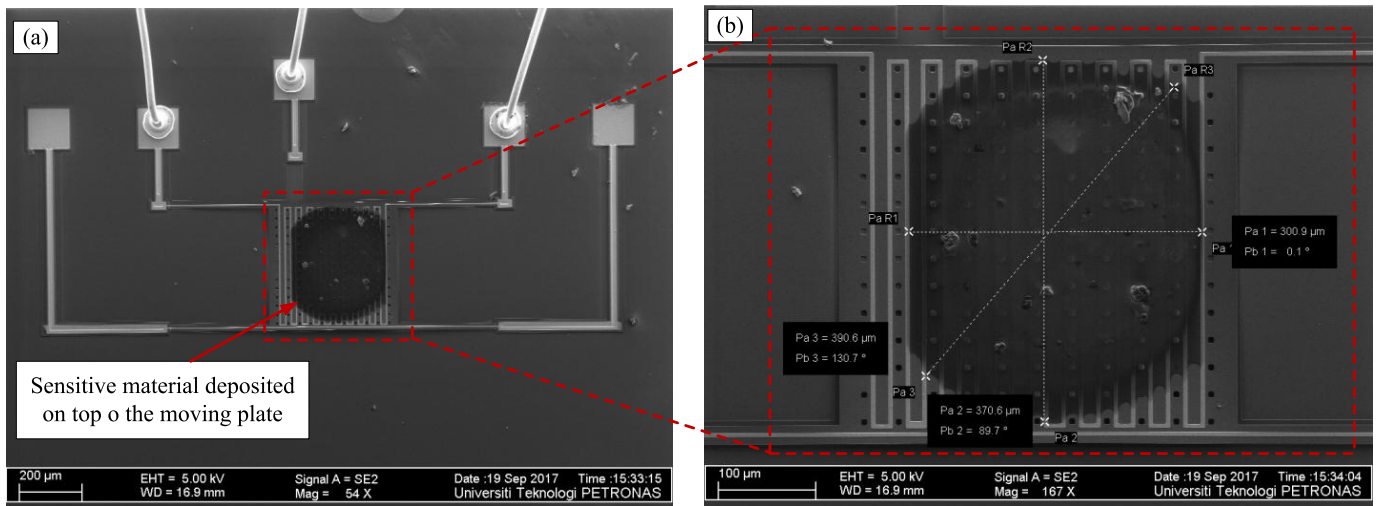 (a)
Sensitive material deposited
on top o the moving plate
200 µm
EHT = 5.00 kV
WD = 16.9 mm
Signal A = SE2
Mag = 54 X
Date :19 Sep 2017 Time :15:33:15
Universiti Teknologi PETRONAS
(b)
Pa R2
Pa R3
Pa R1
Pa 1 = 300.9 µm
Pb 1 = 0.1 °
Pa 3 = 390.6 µm
Pb 3 = 130.7 °
Pa 3
Pa 2 = 370.6 µm
Pb 2 = 89.7 °
Pa 2
100 µm
EHT = 5.00 kV
WD = 16.9 mm
Signal A = SE2
Mag = 167 X
Date :19 Sep 2017 Time :15:34:04
Universiti Teknologi PETRONAS